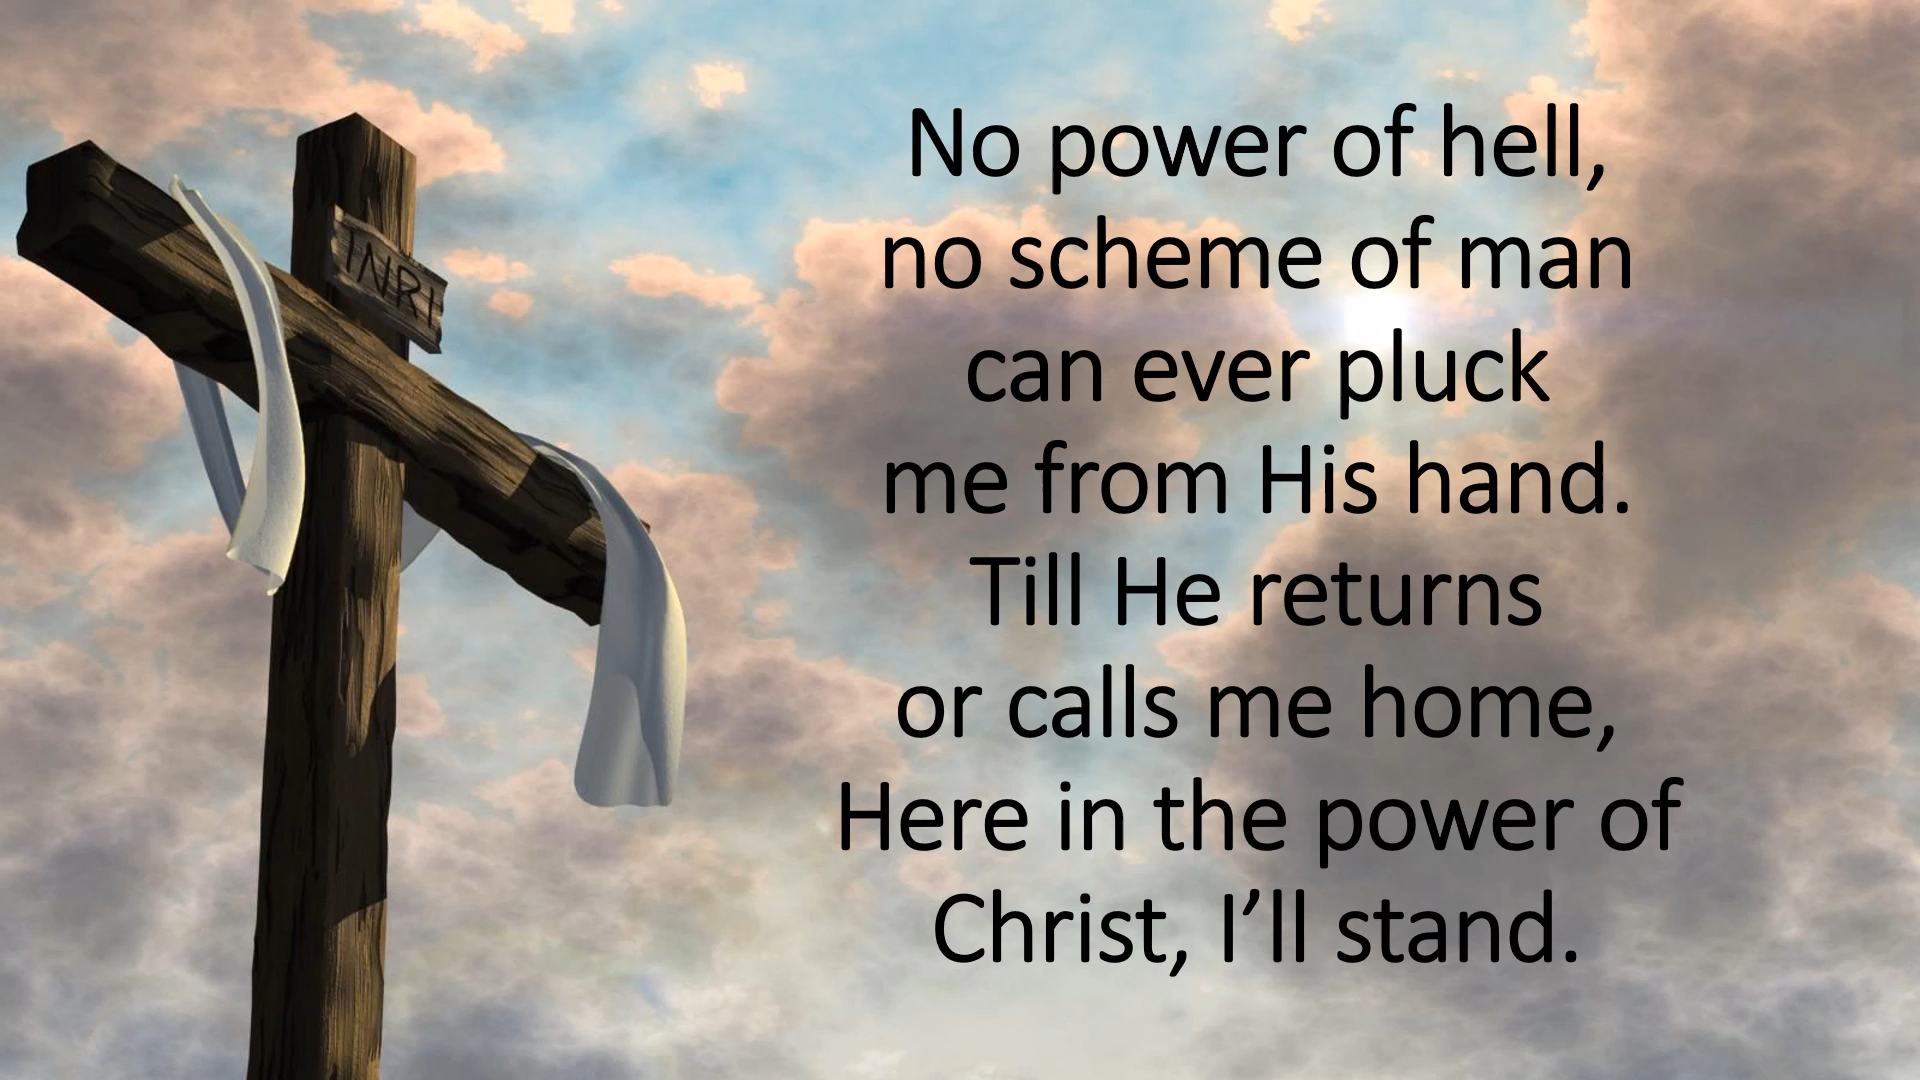 INRI
No power of hell,
no scheme of man
can ever pluck
me from His hand.
Till He returns
or calls me home,
Here in the power of
Christ, I’ll stand.